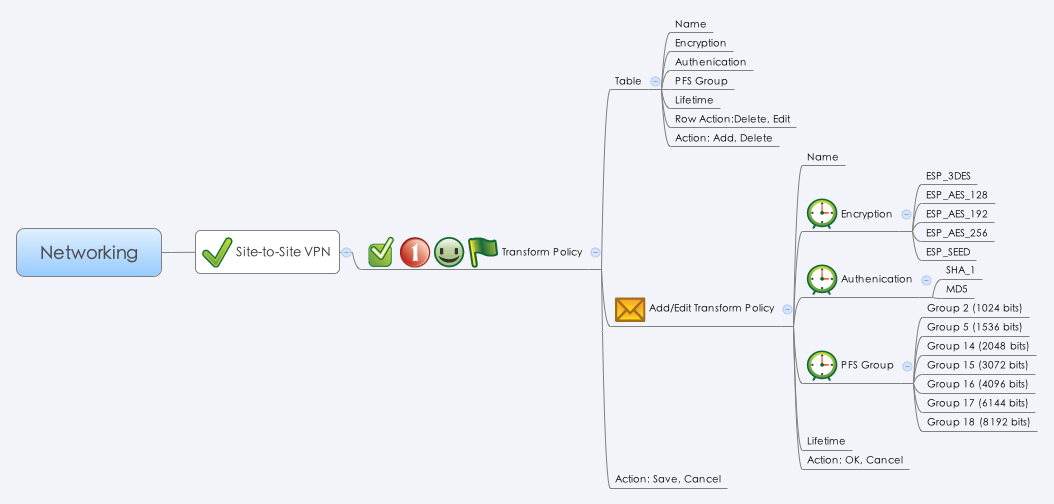 Networking
Site-to-Site VPN
1
Transform Policy
Table
Name
Encryption
Authenication
PFS Group
Lifetime
Row Action:Delete, Edit
Action: Add, Delete
Add/Edit Transform Policy
Name
Encryption
ESP_3DES
ESP_AES_128
ESP_AES_192
ESP_AES_256
ESP_SEED
Authenication
SHA_1
MD5
PFS Group
Group 2 (1024 bits)
Group 5 (1536 bits)
Group 14 (2048 bits)
Group 15 (3072 bits)
Group 16 (4096 bits)
Group 17 (6144 bits)
Group 18 (8192 bits)
Lifetime
Action: OK, Cancel
Action: Save, Cancel